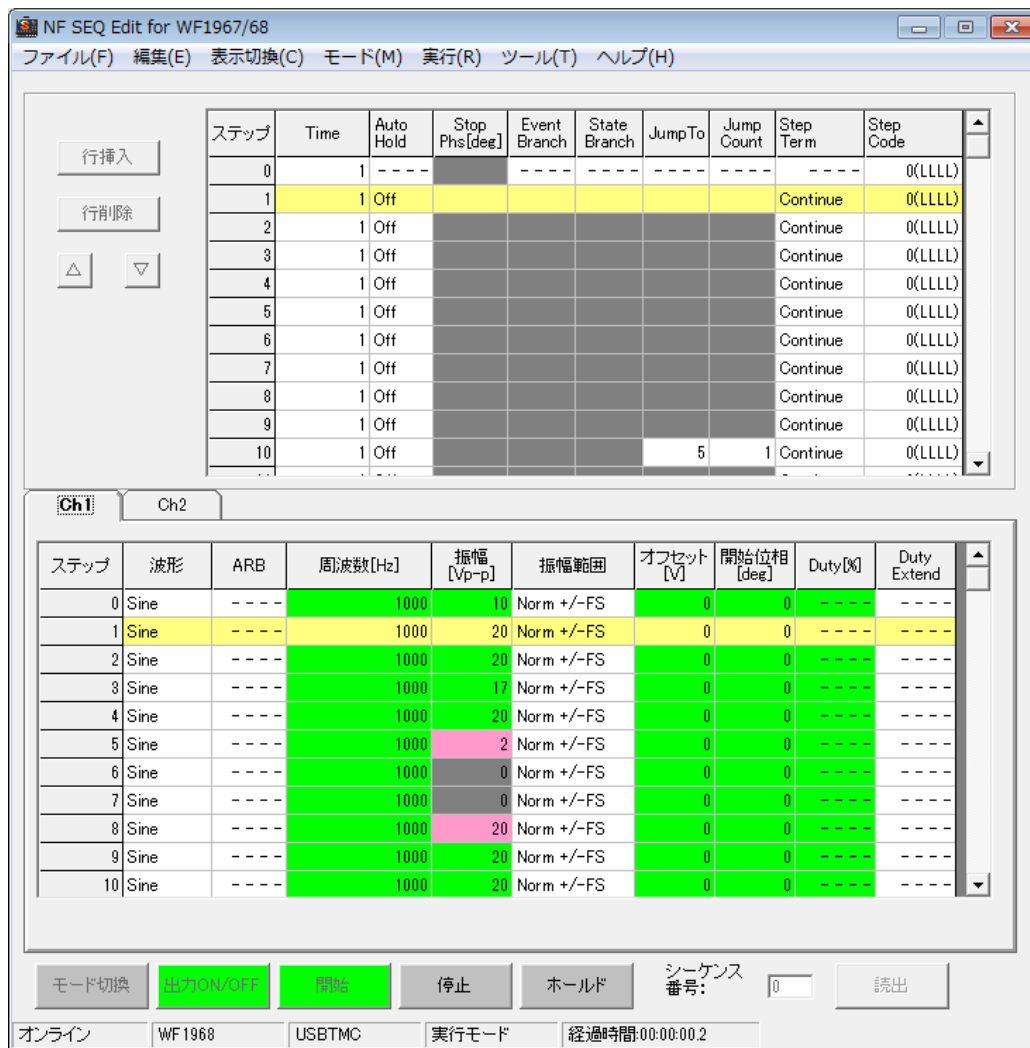 NF SEQ Edit for WF1967/68
ファイル(F) 編集(E) 表示切換(C) モード(M) 実行(R) ツール(T) ヘルプ(H)
行挿入
行削除
△ ▽
ステップ Time Auto Hold Stop Phs[deg] Event Branch State Branch JumpTo Jump Count Step Term Step Code
0 1 ---- ---- ---- ---- ---- ---- 0(LLLL)
1 1 Off Continue 0(LLLL)
2 1 Off Continue 0(LLLL)
3 1 Off Continue 0(LLLL)
4 1 Off Continue 0(LLLL)
5 1 Off Continue 0(LLLL)
6 1 Off Continue 0(LLLL)
7 1 Off Continue 0(LLLL)
8 1 Off Continue 0(LLLL)
9 1 Off Continue 0(LLLL)
10 1 Off 5 1 Continue 0(LLLL)
Ch1 Ch2
ステップ 波形 ARB 周波数[Hz] 振幅[Vp-p] 振幅範囲 オフセット[V] 開始位相[deg] Duty[%] Duty Extend
0 Sine ---- 1000 10 Norm +/-FS 0 0 ---- ----
1 Sine ---- 1000 20 Norm +/-FS 0 0 ---- ----
2 Sine ---- 1000 20 Norm +/-FS 0 0 ---- ----
3 Sine ---- 1000 17 Norm +/-FS 0 0 ---- ----
4 Sine ---- 1000 20 Norm +/-FS 0 0 ---- ----
5 Sine ---- 1000 2 Norm +/-FS 0 0 ---- ----
6 Sine ---- 1000 0 Norm +/-FS 0 0 ---- ----
7 Sine ---- 1000 0 Norm +/-FS 0 0 ---- ----
8 Sine ---- 1000 20 Norm +/-FS 0 0 ---- ----
9 Sine ---- 1000 20 Norm +/-FS 0 0 ---- ----
10 Sine ---- 1000 20 Norm +/-FS 0 0 ---- ----
モード切換 出力ON/OFF 開始 停止 ホールド シーケンス番号: 0 読出
オンライン WF1968 USBTMC 実行モード 経過時間:00:00:00.2